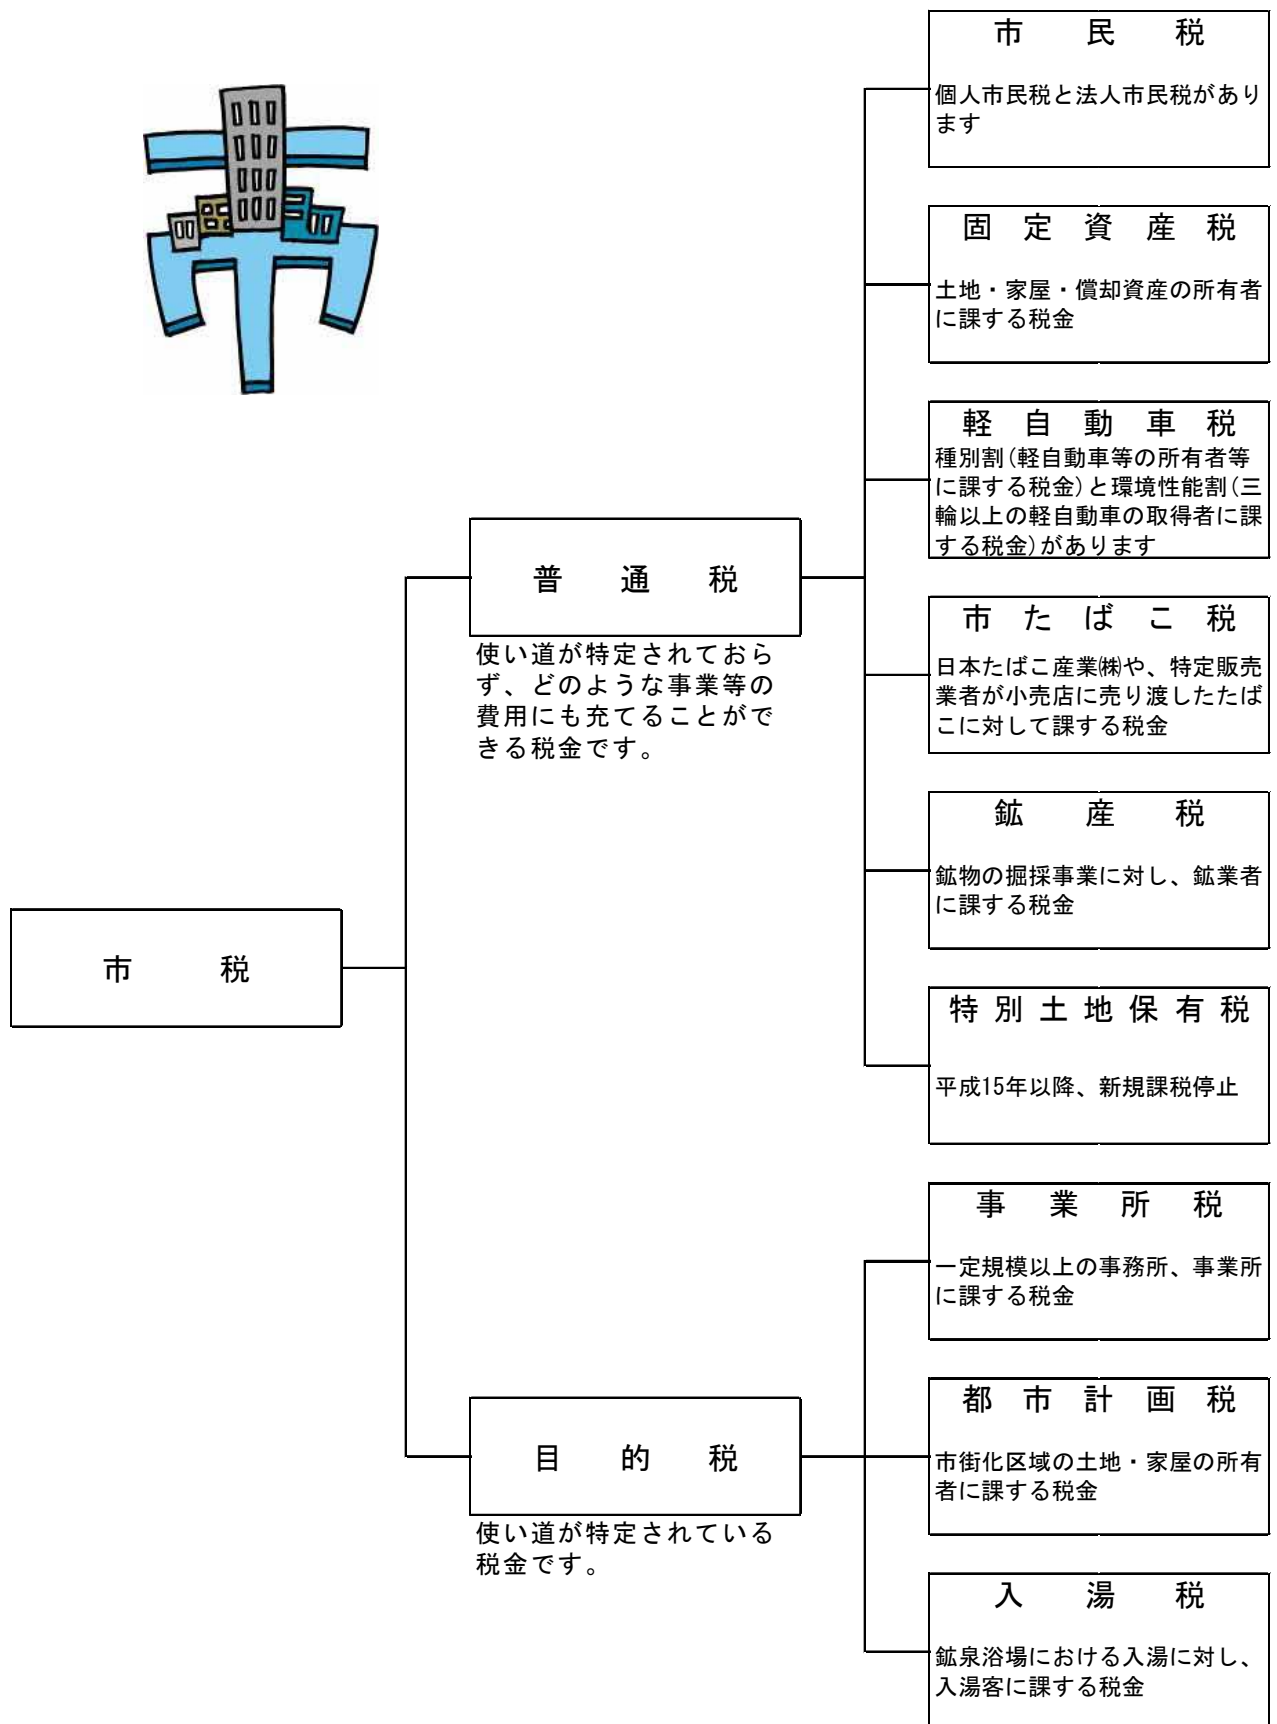 市民税
個人市民税と法人市民税があり
ます
固定資産税
土地・家屋・償却資産の所有者
に課する税金
軽自動車税
種別割(軽自動車等の所有者等
に課する税金)と環境性能割(三
輪以上の軽自動車の取得者に課
する税金)があります
普通税
使い道が特定されておら
ず、どのような事業等の
費用にも充てることがで
きる税金です。
市たばこ税
日本たばこ産業㈱や、特定販売
業者が小売店に売り渡したたば
こに対して課する税金
鉱産税
鉱物の掘採事業に対し、鉱業者
に課する税金
市税
特別土地保有税
平成15年以降、新規課税停止
事業所税
一定規模以上の事務所、事業所
に課する税金
目的税
使い道が特定されている
税金です。
都市計画税
市街化区域の土地・家屋の所有
者に課する税金
入湯税
鉱泉浴場における入湯に対し、
入湯客に課する税金